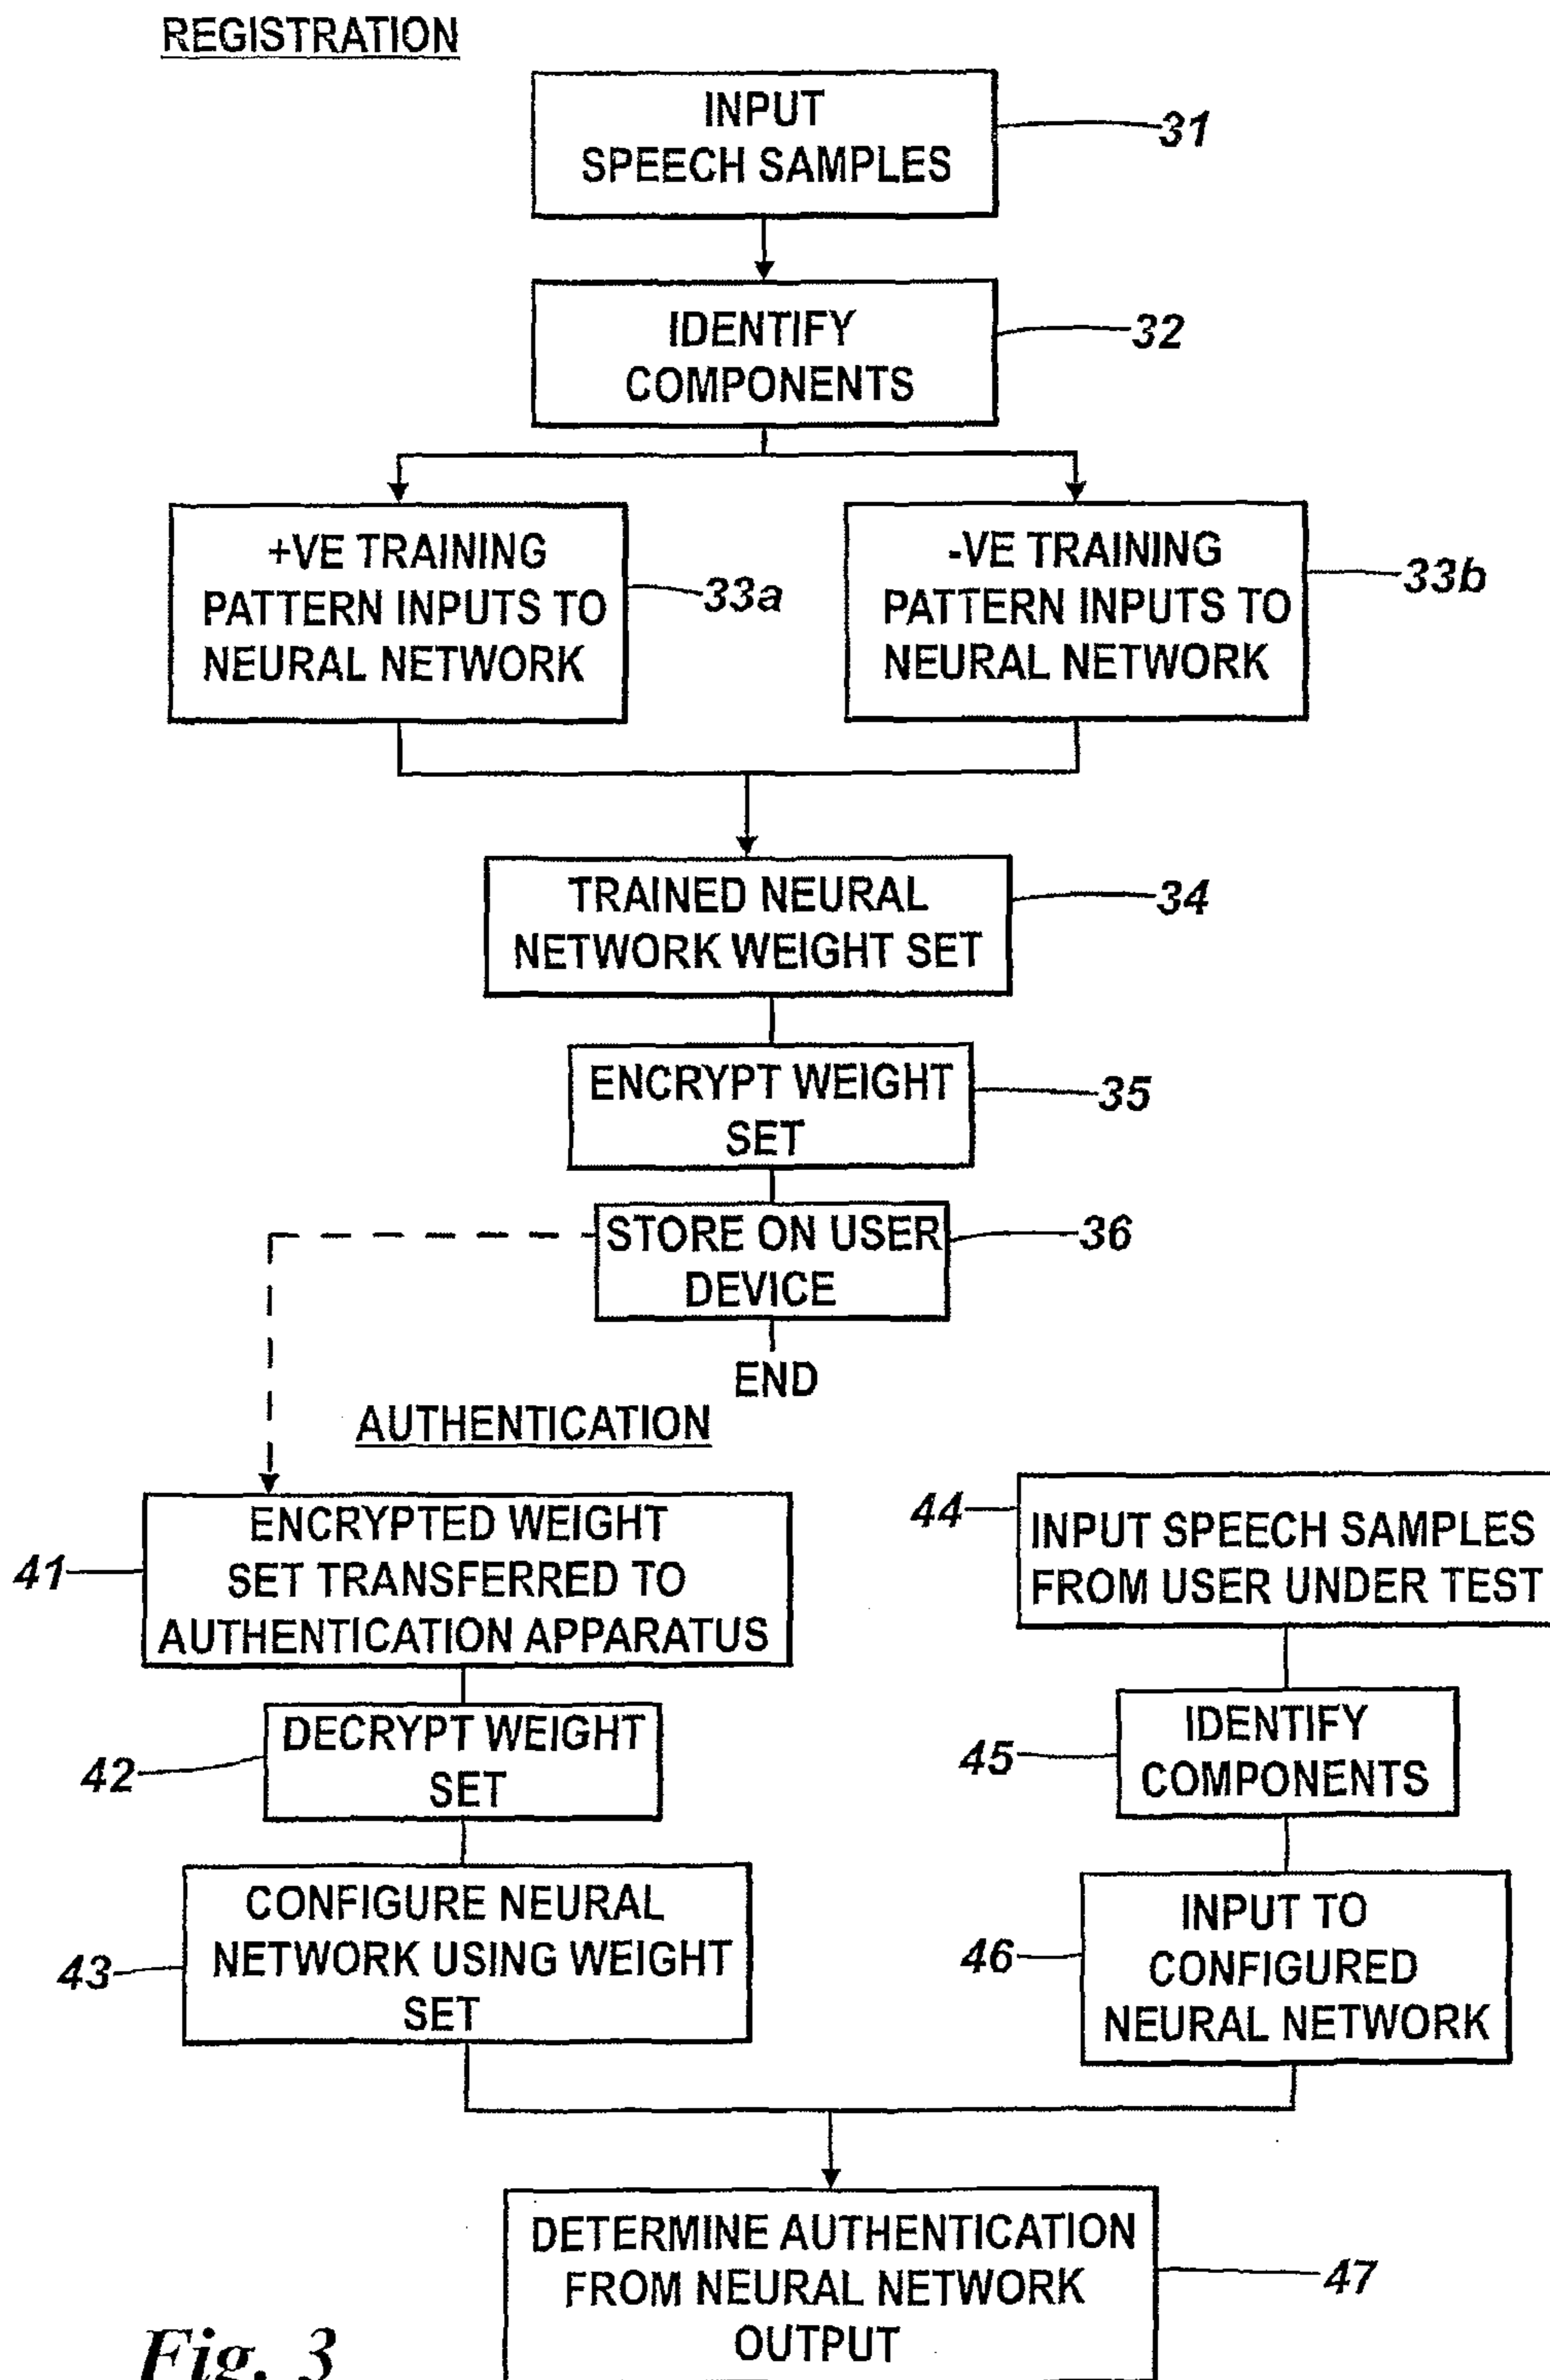 REGISTRATION
INPUT
SPEECH SAMPLES
31
IDENTIFY
COMPONENTS
32
+VE TRAINING
PATTERN INPUTS TO
NEURAL NETWORK
33a
-VE TRAINING
PATTERN INPUTS TO
NEURAL NETWORK
33b
TRAINED NEURAL
NETWORK WEIGHT SET
34
ENCRYPT WEIGHT
SET
35
STORE ON USER
DEVICE
36
END
AUTHENTICATION
41
ENCRYPTED WEIGHT
SET TRANSFERRED TO
AUTHENTICATION APPARATUS
42
DECRYPT WEIGHT
SET
43
CONFIGURE NEURAL
NETWORK USING WEIGHT
SET
44
INPUT SPEECH SAMPLES
FROM USER UNDER TEST
45
IDENTIFY
COMPONENTS
46
INPUT TO
CONFIGURED
NEURAL NETWORK
DETERMINE AUTHENTICATION
FROM NEURAL NETWORK
OUTPUT
47
Fig. 3